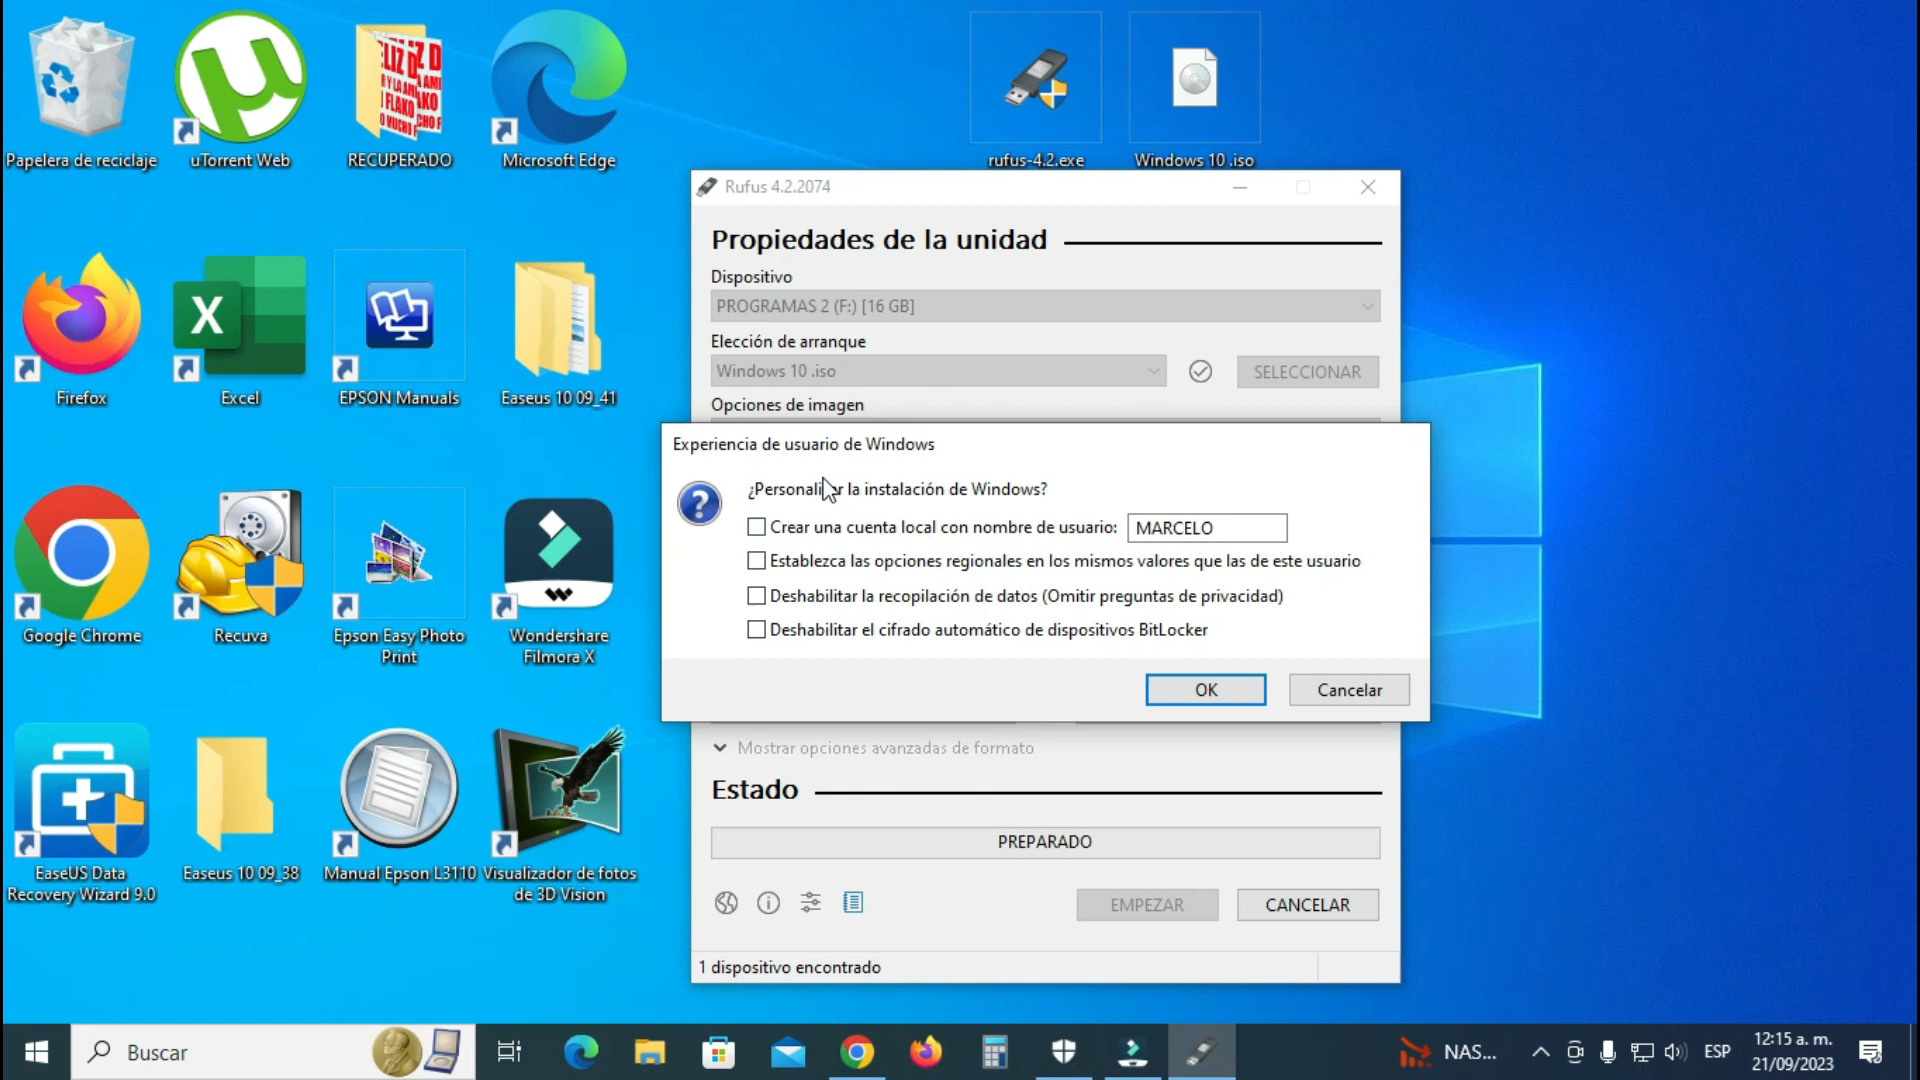 Papelera de reciclaje
uTorrent Web
RECUPERADO
Microsoft Edge
rufus-4.2.exe
Windows 10 .iso
Firefox
Excel
EPSON Manuals
Easeus 10 09_41
Google Chrome
Recuva
Epson Easy Photo
Print
Wondershare
Filmora X
EaseUS Data
Recovery Wizard 9.0
Easeus 10 09_38
Manual Epson L3110
Visualizador de fotos
de 3D Vision
Rufus 4.2.2074
Propiedades de la unidad
Dispositivo
PROGRAMAS 2 (F:) [16 GB]
Elección de arranque
Windows 10 .iso
SELECCIONAR
Opciones de imagen
Experiencia de usuario de Windows
¿Personalizar la instalación de Windows?
Crear una cuenta local con nombre de usuario:
MARCELO
Establezca las opciones regionales en los mismos valores que las de este usuario
Deshabilitar la recopilación de datos (Omitir preguntas de privacidad)
Deshabilitar el cifrado automático de dispositivos BitLocker
OK
Cancelar
Mostrar opciones avanzadas de formato
Estado
PREPARADO
EMPEZAR
CANCELAR
1 dispositivo encontrado
Buscar
NAS...
ESP
12:15 a. m.
21/09/2023